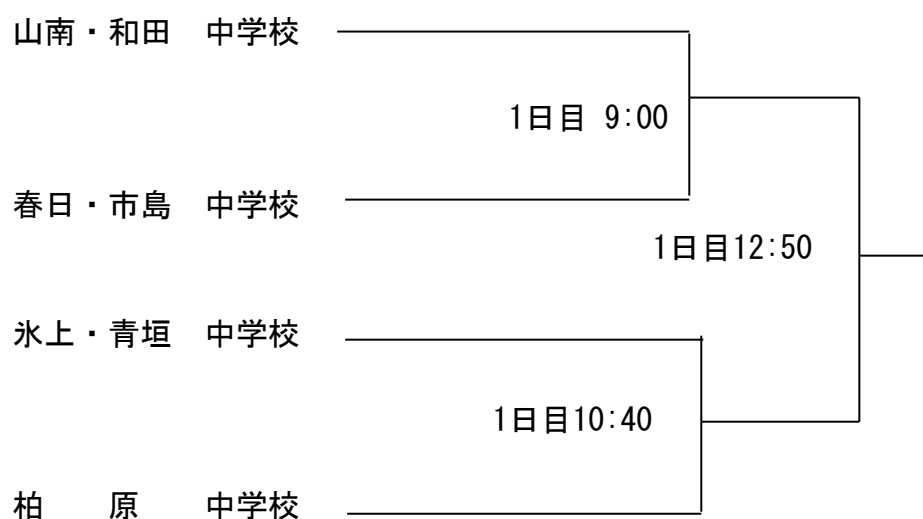 山南・和田 中学校
1日目 9:00
春日・市島 中学校
1日目12:50
氷上・青垣 中学校
1日目10:40
柏 原 中学校